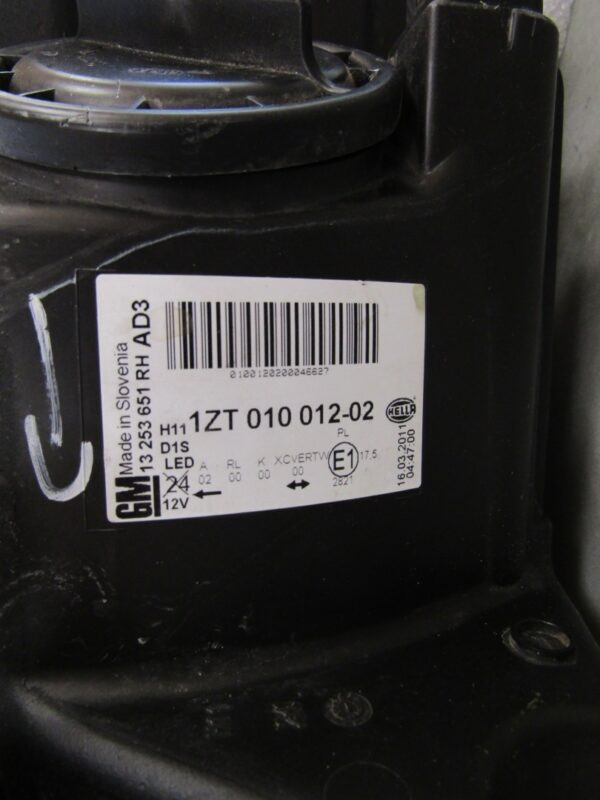 0100120200046627
GM
Made in Slovenia
13 253 651 RH AD3
H11 1ZT 010 012-02
D1S
LED
24
12V
A
02
RL
00
K
00
XCVERTW
00
PL
E1 17,5
2821
HELLA
16.03.2011
04:47:00